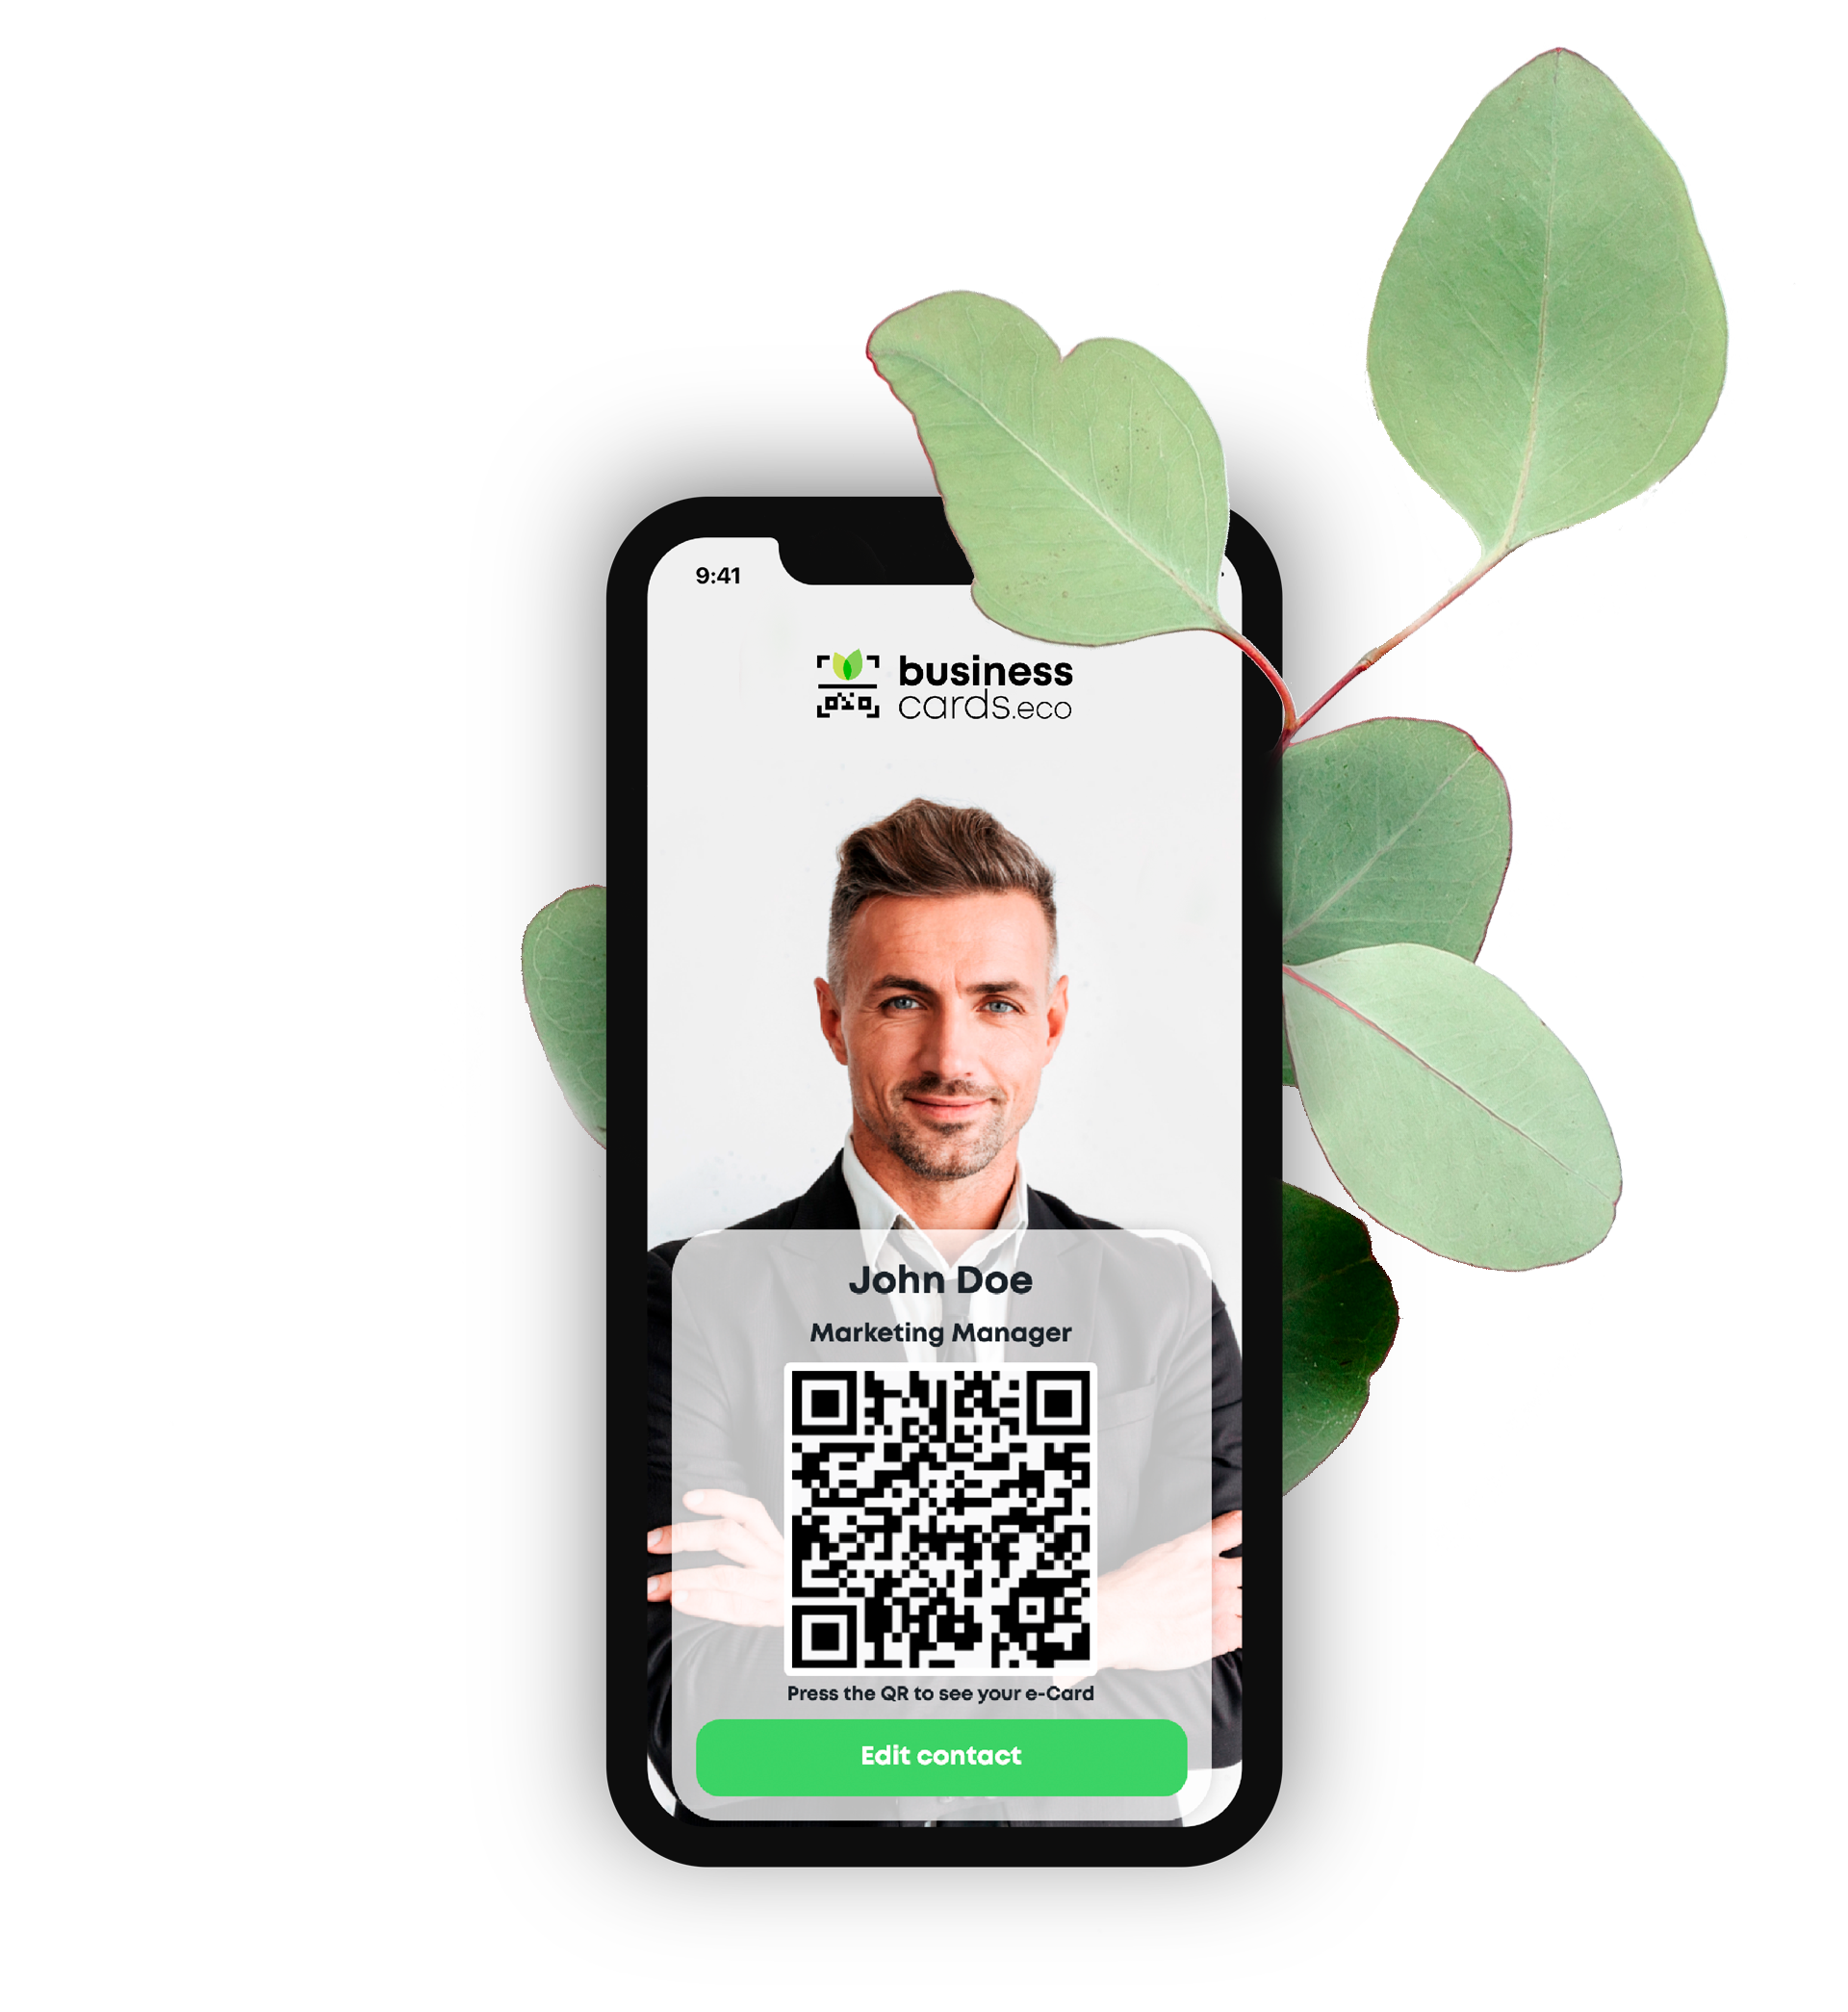 9:41
business
cards.eco
John Doe
Marketing Manager
Press the QR to see your e-Card
Edit contact